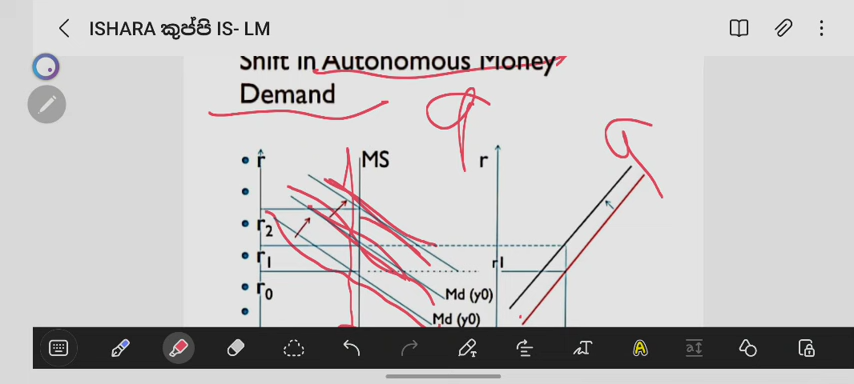 ISHARA කුප්පි IS- LM
Shift in Autonomous Money
Demand
r
MS
r
r2
r1
r1
r0
Md (y0)
Md (y0)